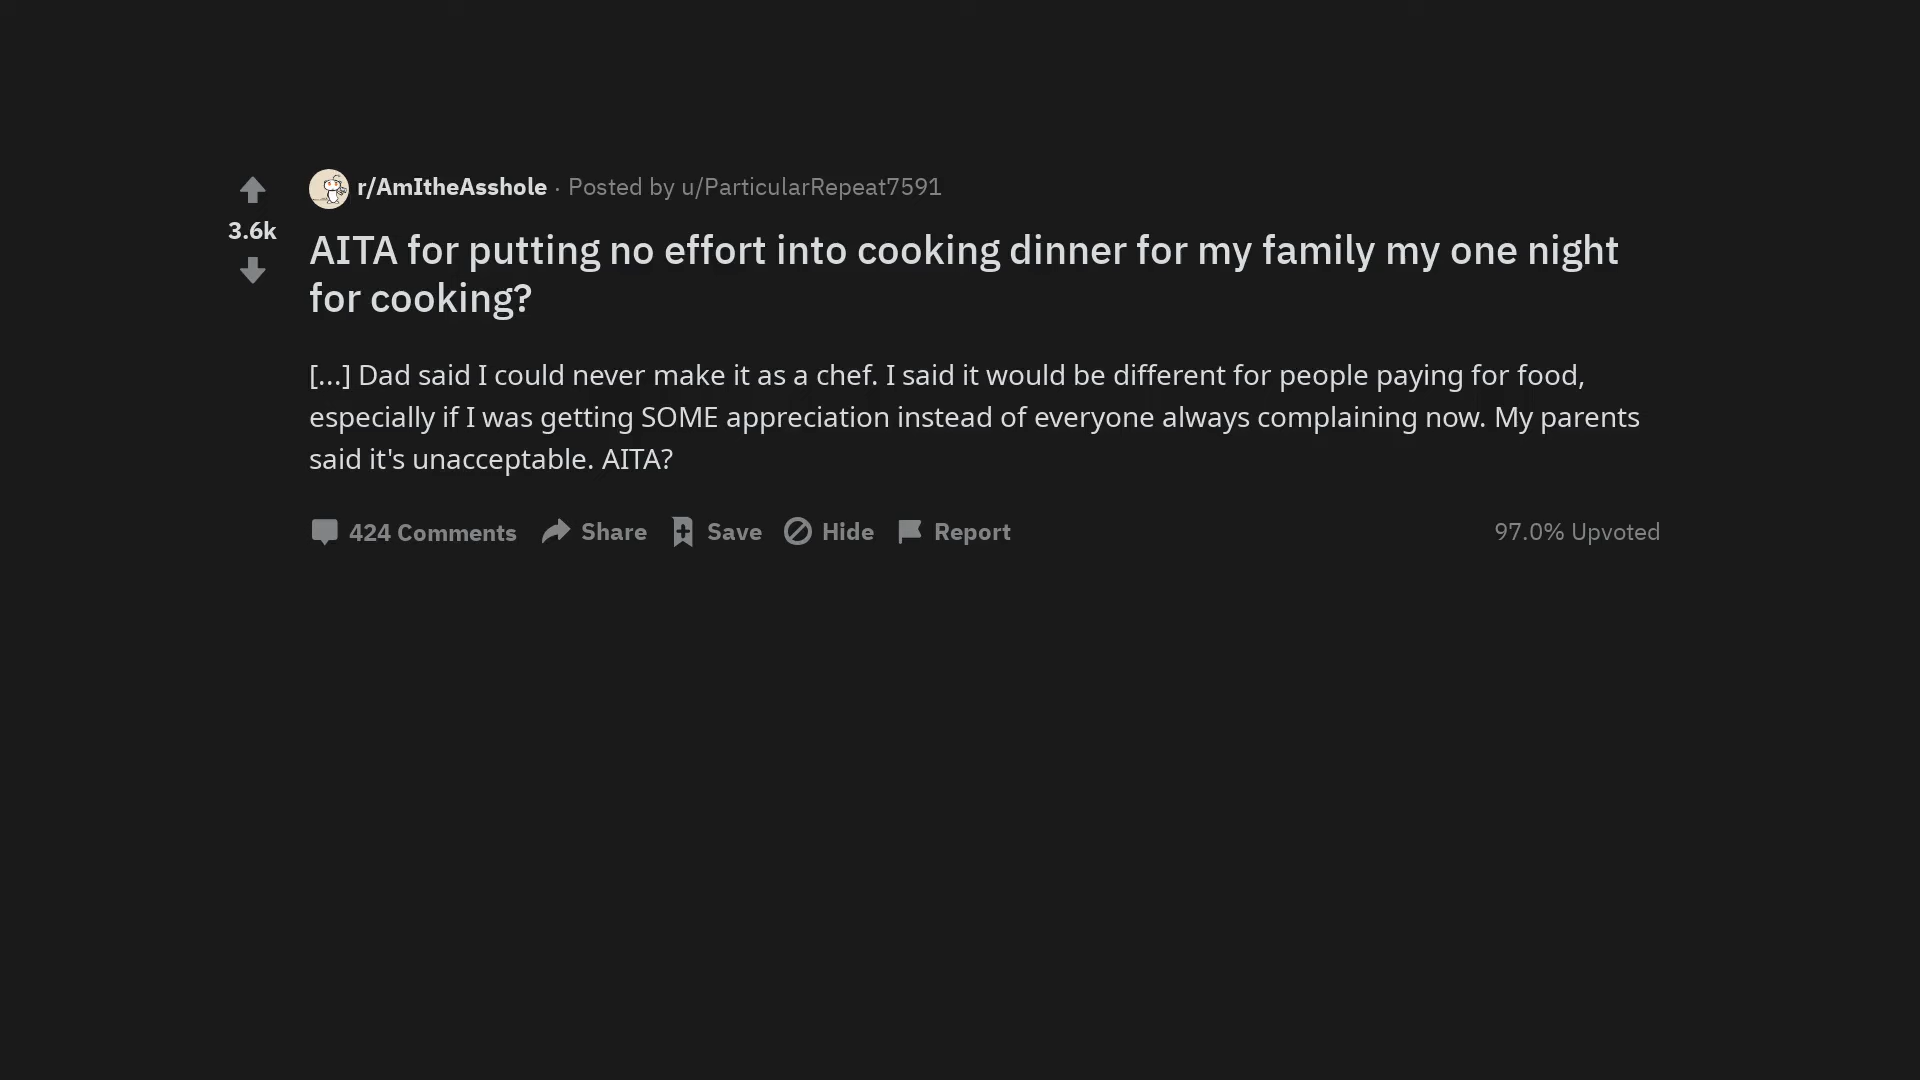 r/AmItheAsshole · Posted by u/ParticularRepeat7591
3.6k
AITA for putting no effort into cooking dinner for my family my one night
for cooking?
[...] Dad said I could never make it as a chef. I said it would be different for people paying for food,
especially if I was getting SOME appreciation instead of everyone always complaining now. My parents
said it's unacceptable. AITA?
424 Comments Share Save Hide Report 97.0% Upvoted